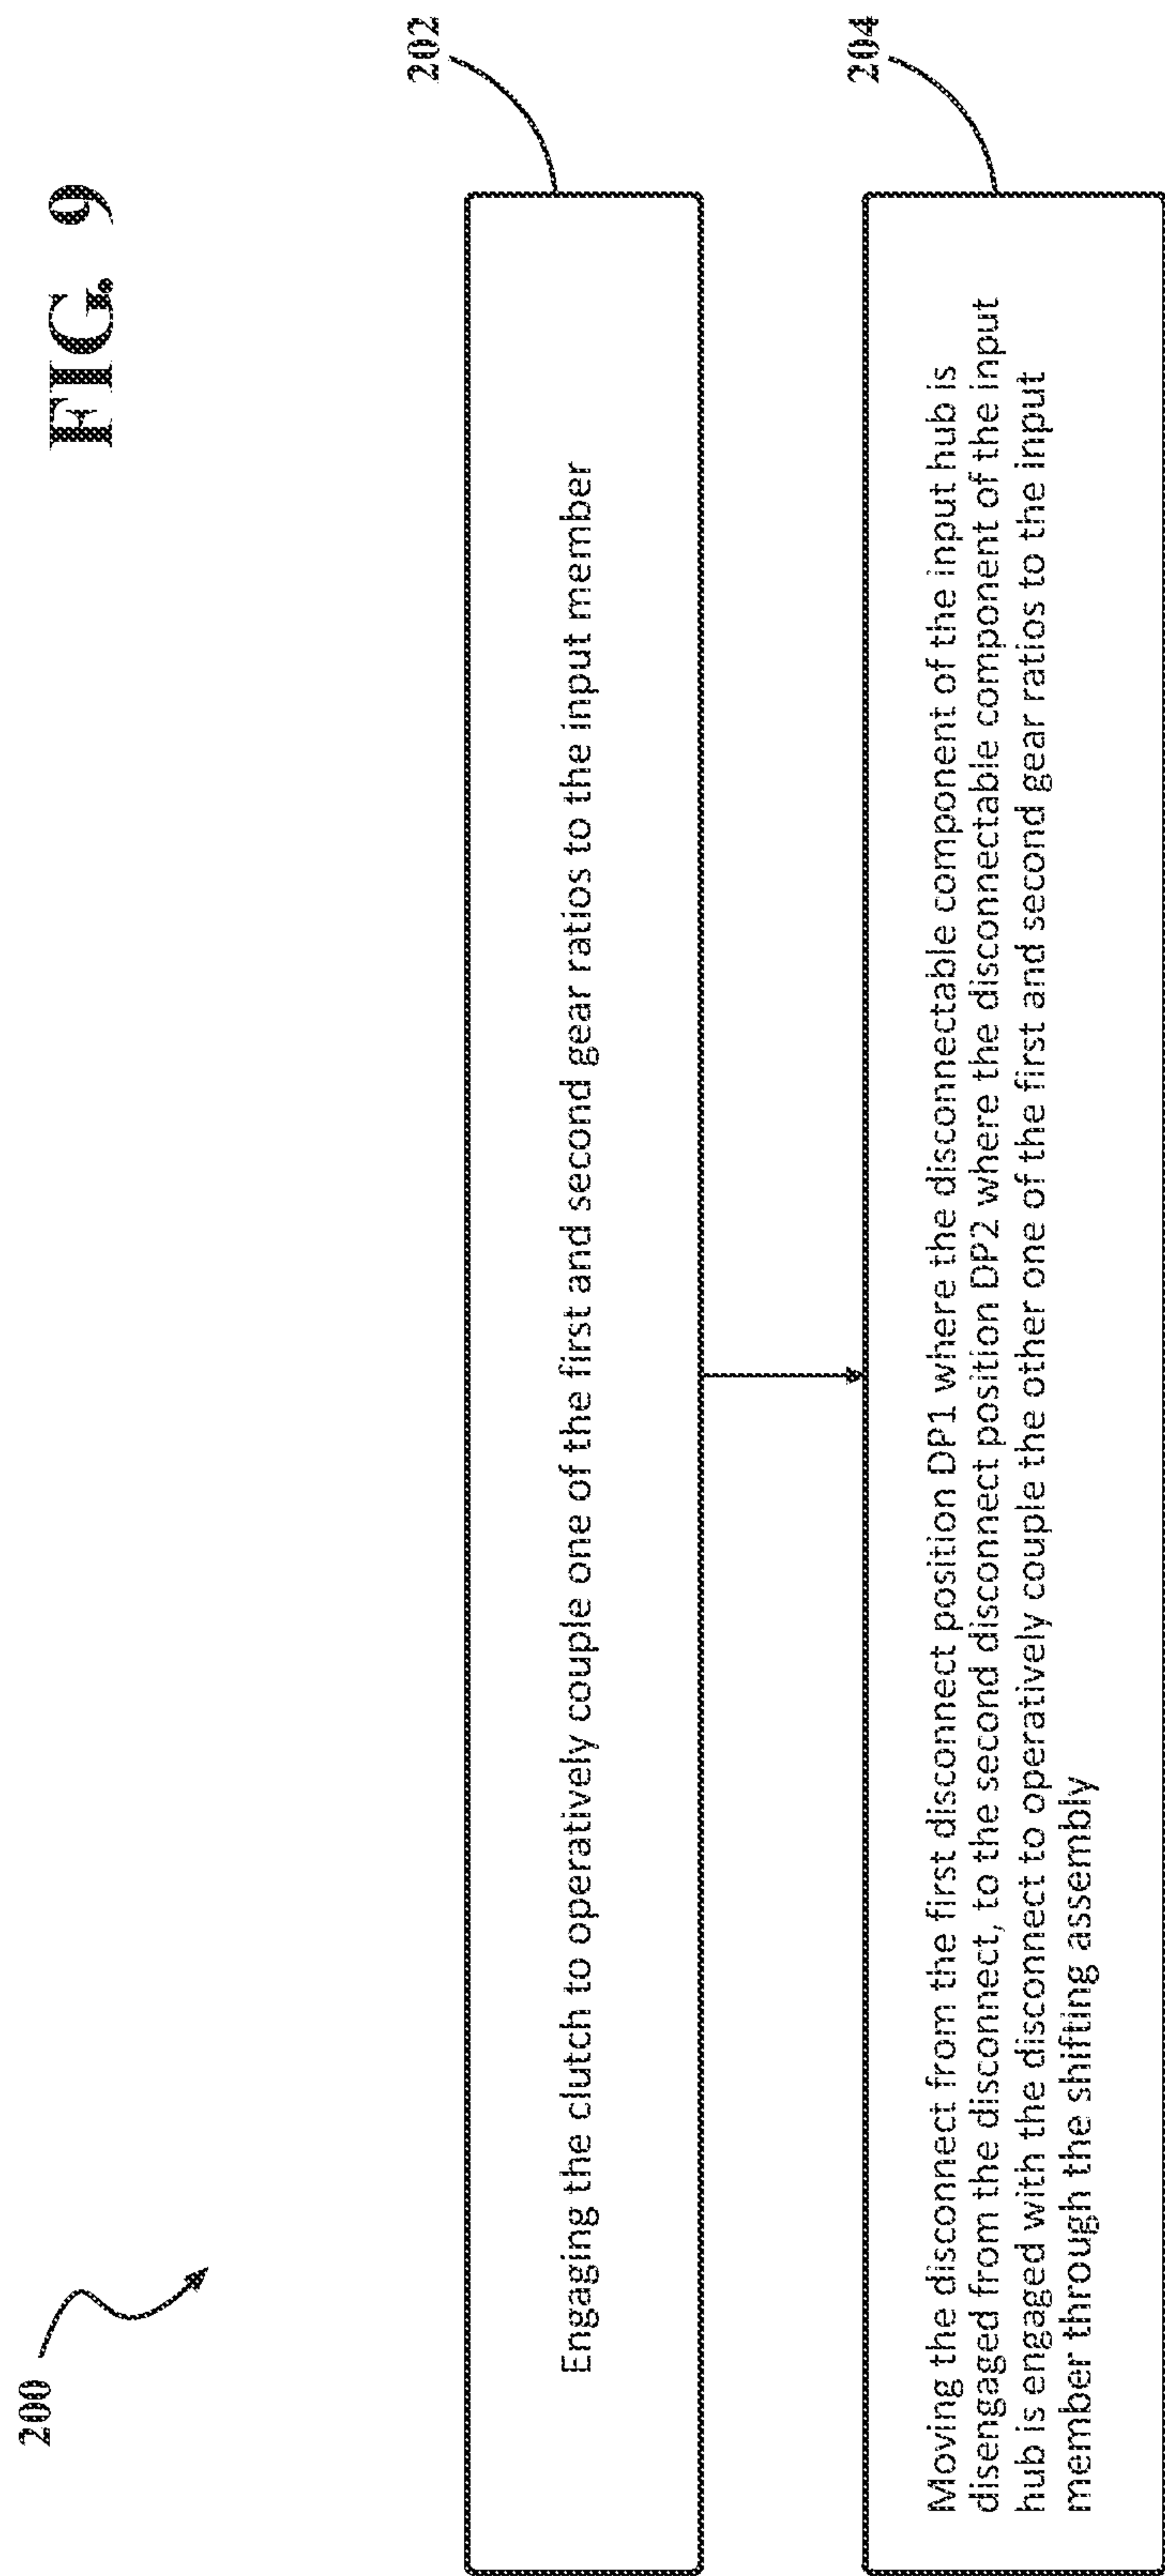 FIG. 9
200
202
Engaging the clutch to operatively couple one of the first and second gear ratios to the input member
204
Moving the disconnect from the first disconnect position DP1 where the disconnectable component of the input hub is
disengaged from the disconnect, to the second disconnect position DP2 where the disconnectable component of the input
hub is engaged with the disconnect to operatively couple the other one of the first and second gear ratios to the input
member through the shifting assembly